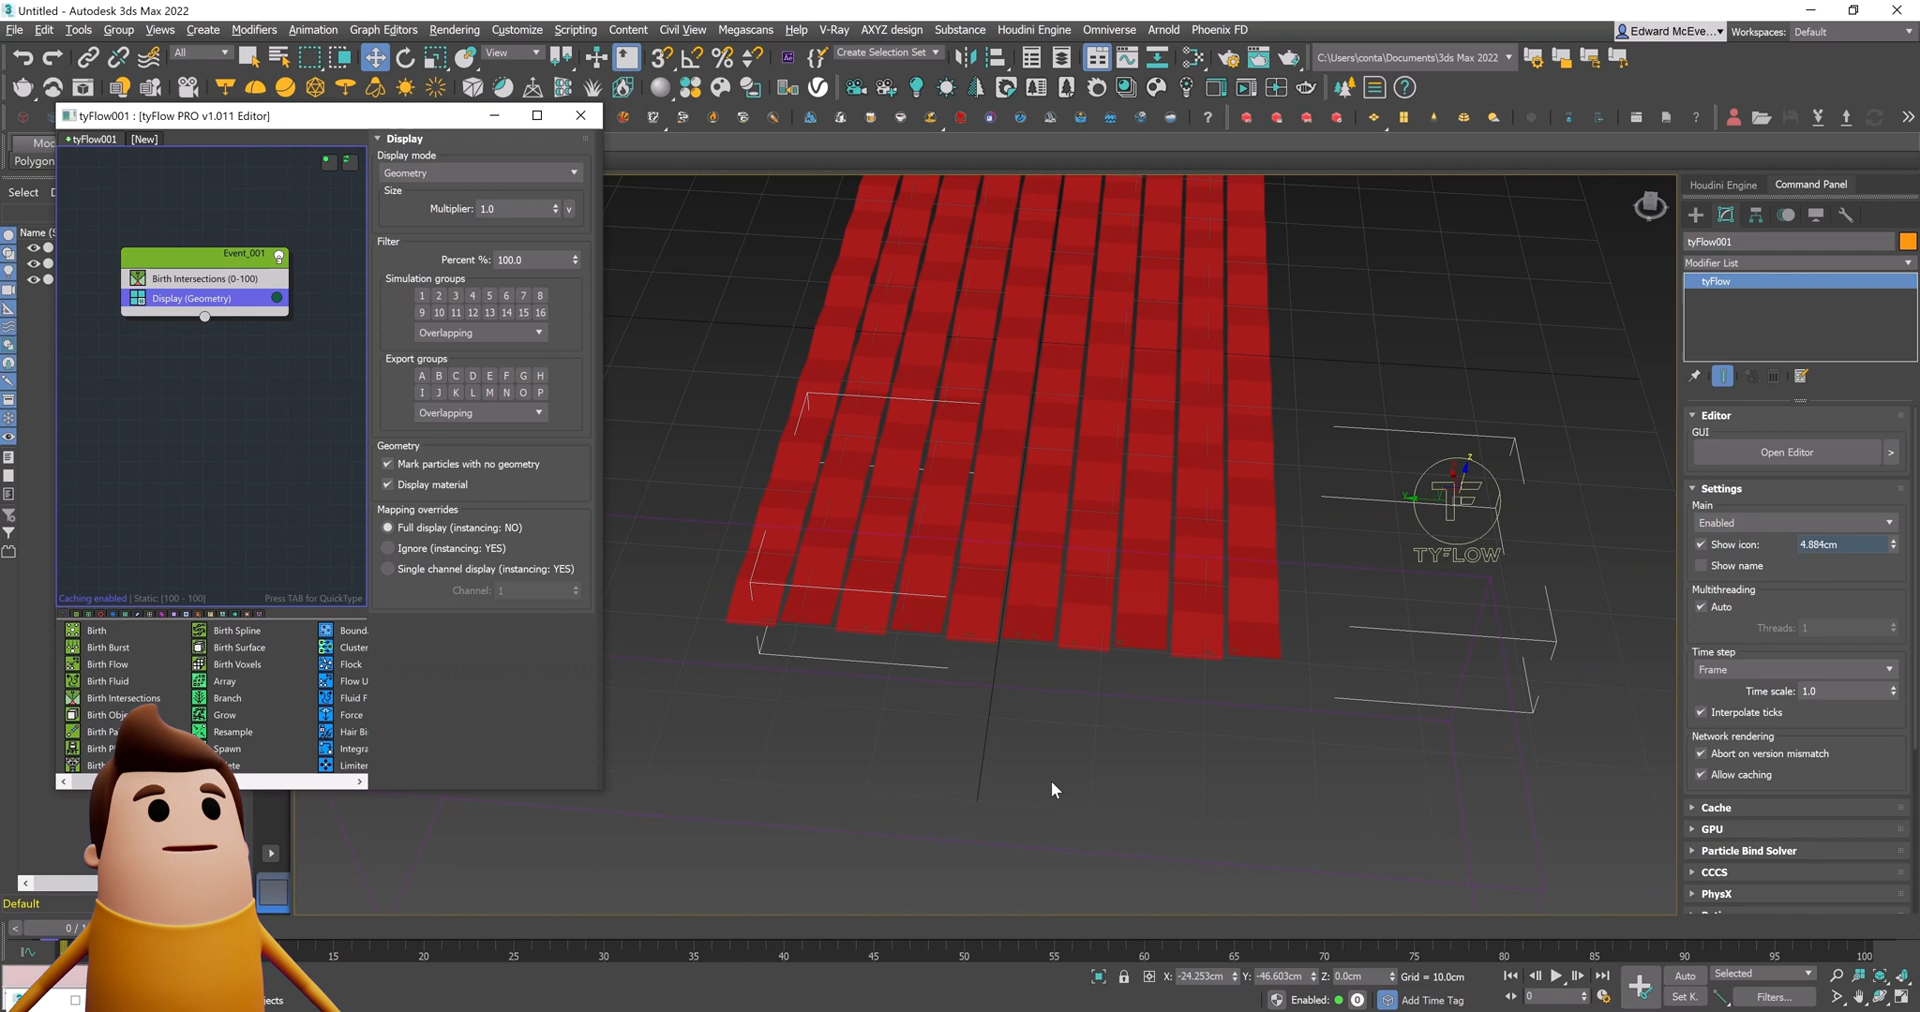 Untitled - Autodesk 3ds Max 2022
File Edit Tools Group Views Create Modifiers Animation Graph Editors Rendering Customize Scripting Content Civil View Megascans Help V-Ray AXYZ design Substance Houdini Engine Omniverse Arnold Phoenix FD
Edward McEve... Workspaces: Default
All View Create Selection Set C:\Users\conta\Documents\3ds Max 2022
tyFlow001 : [tyFlow PRO v1.011 Editor]
tyFlow001 [New]
Polygon
Select
Name (S
Event_001
Birth Intersections (0-100)
Display (Geometry)
Caching enabled | Static: [100 - 100]
Press TAB for QuickType
Display
Display mode
Geometry
Size
Multiplier: 1.0 v
Filter
Percent %: 100.0
Simulation groups
1 2 3 4 5 6 7 8
9 10 11 12 13 14 15 16
Overlapping
Export groups
A B C D E F G H
I J K L M N O P
Overlapping
Geometry
Mark particles with no geometry
Display material
Mapping overrides
Full display (instancing: NO)
Ignore (instancing: YES)
Single channel display (instancing: YES)
Channel: 1
Birth Birth Spline Bound
Birth Burst Birth Surface Cluster
Birth Flow Birth Voxels Flock
Birth Fluid Array Flow U
Birth Intersections Branch Fluid F
Birth Obje Grow Force
Birth Pa Resample Hair Bi
Birth P Spawn Integra
Limiter
TYFLOW
z
Houdini Engine Command Panel
tyFlow001
Modifier List
tyFlow
Editor
GUI
Open Editor >
Settings
Main
Enabled
Show icon: 4.884cm
Show name
Multithreading
Auto
Threads: 1
Time step
Frame
Time scale: 1.0
Interpolate ticks
Network rendering
Abort on version mismatch
Allow caching
Cache
GPU
Particle Bind Solver
CCCS
PhysX
Default
0 / 1
15 20 25 30 35 40 45 50 55 60 65 70 75 80 85 90 95 100
X: -24.253cm Y: -46.603cm Z: 0.0cm Grid = 10.0cm
Enabled: 0 Add Time Tag
0
Auto Selected
Set K. Filters...